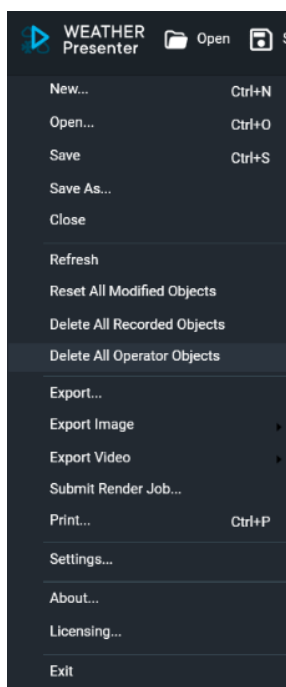 WEATHER
Presenter
Open
New... Ctrl+N
Open... Ctrl+O
Save Ctrl+S
Save As...
Close
Refresh
Reset All Modified Objects
Delete All Recorded Objects
Delete All Operator Objects
Export...
Export Image
Export Video
Submit Render Job...
Print... Ctrl+P
Settings...
About...
Licensing...
Exit